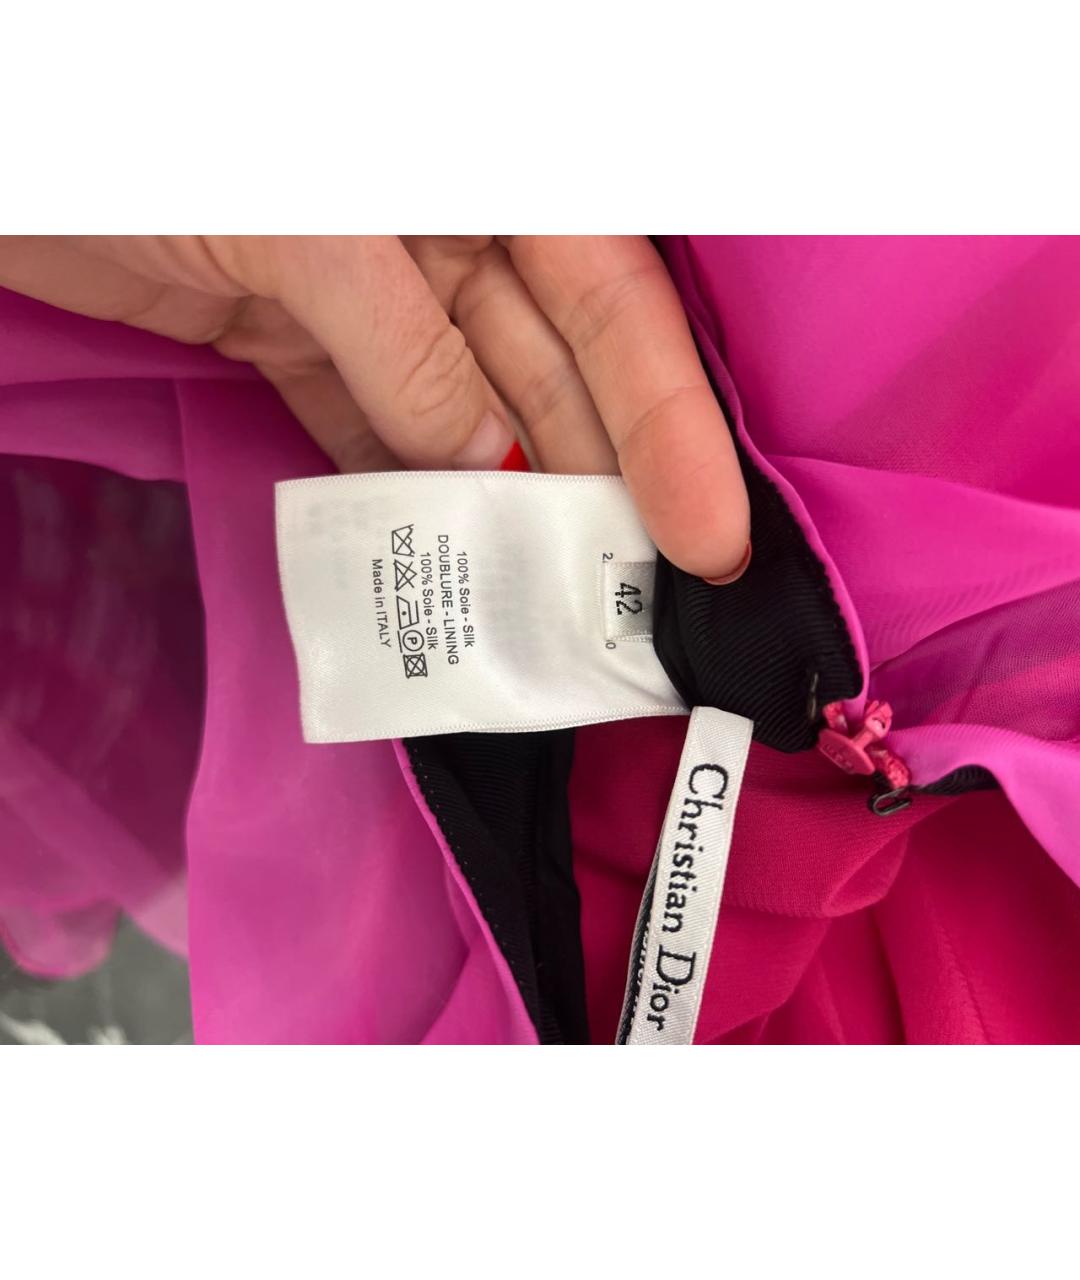 100% Soie - Silk
DOUBLURE - LINING
100% Soie - Silk
P
Made in ITALY
42
Christian Dior